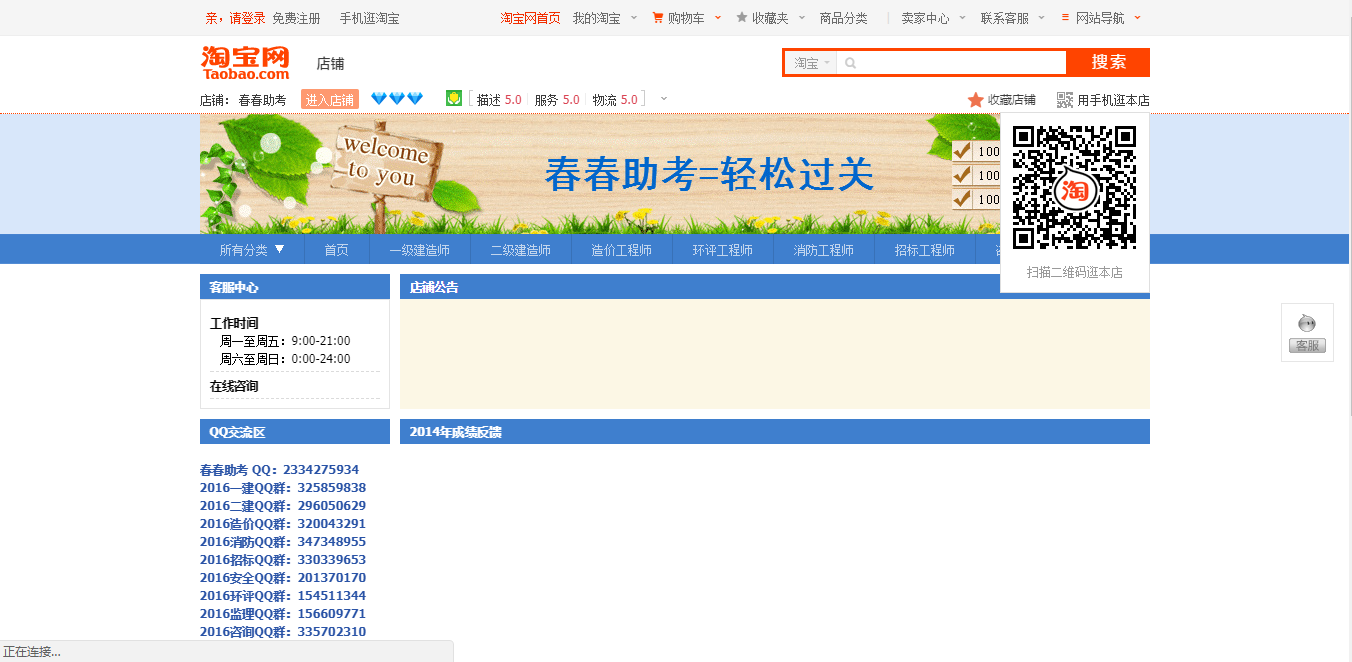 亲，请登录 免费注册 手机逛淘宝 淘宝网首页 我的淘宝 购物车 收藏夹 商品分类 卖家中心 联系客服 网站导航
淘宝网
Taobao.com
店铺
淘宝
搜索
店铺： 春春助考 进入店铺 描述 5.0 服务 5.0 物流 5.0 收藏店铺 用手机逛本店
welcome
to you
春春助考=轻松过关
100
100
100
淘
扫描二维码逛本店
所有分类 首页 一级建造师 二级建造师 造价工程师 环评工程师 消防工程师 招标工程师
客服中心
店铺公告
工作时间
周一至周五：9:00-21:00
周六至周日：0:00-24:00
在线咨询
客服
QQ交流区
2014年成绩反馈
春春助考 QQ：2334275934
2016一建QQ群：325859838
2016二建QQ群：296050629
2016造价QQ群：320043291
2016消防QQ群：347348955
2016招标QQ群：330339653
2016安全QQ群：201370170
2016环评QQ群：154511344
2016监理QQ群：156609771
2016咨询QQ群：335702310
正在连接...